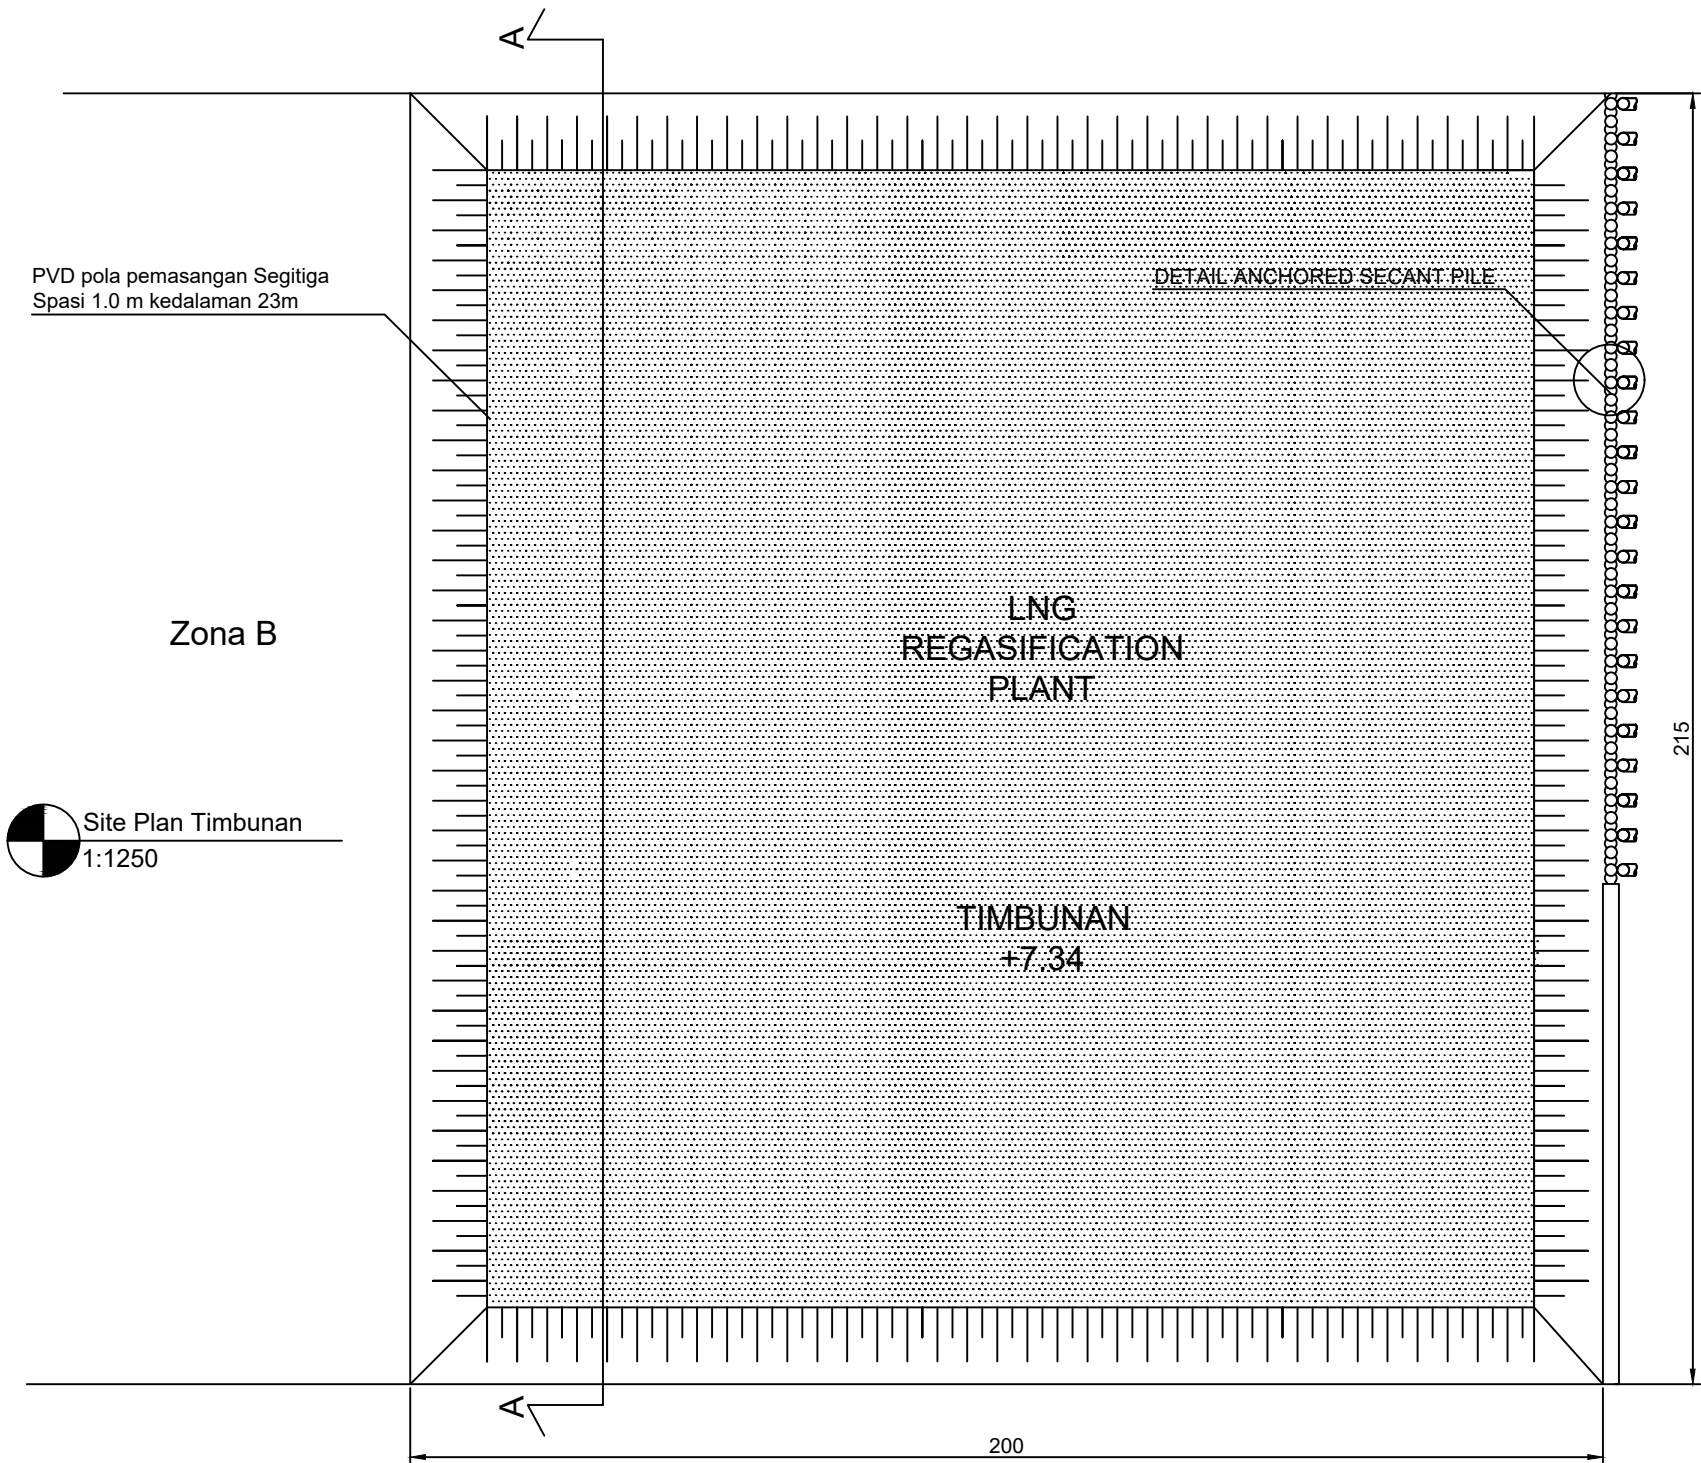 A
PVD pola pemasangan Segitiga
Spasi 1.0 m kedalaman 23m
DETAIL ANCHORED SECANT PILE
LNG
REGASIFICATION
PLANT
Zona B
215
Site Plan Timbunan
1:1250
TIMBUNAN
+7.34
A
200